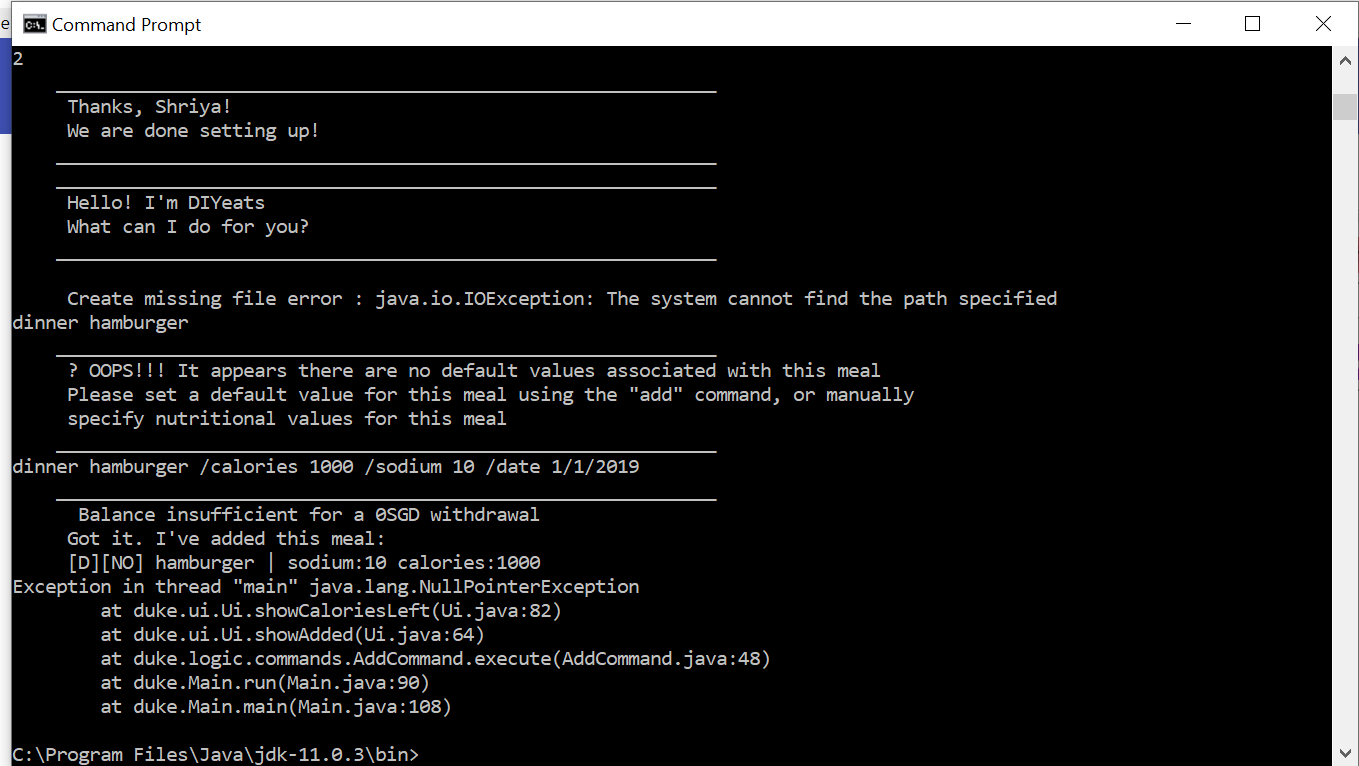 e
Command Prompt
2
Thanks, Shriya!
We are done setting up!
Hello! I'm DIYeats
What can I do for you?
Create missing file error : java.io.IOException: The system cannot find the path specified
dinner hamburger
? OOPS!!! It appears there are no default values associated with this meal
Please set a default value for this meal using the "add" command, or manually
specify nutritional values for this meal
dinner hamburger /calories 1000 /sodium 10 /date 1/1/2019
Balance insufficient for a 0SGD withdrawal
Got it. I've added this meal:
[D][NO] hamburger | sodium:10 calories:1000
Exception in thread "main" java.lang.NullPointerException
at duke.ui.Ui.showCaloriesLeft(Ui.java:82)
at duke.ui.Ui.showAdded(Ui.java:64)
at duke.logic.commands.AddCommand.execute(AddCommand.java:48)
at duke.Main.run(Main.java:90)
at duke.Main.main(Main.java:108)
C:\Program Files\Java\jdk-11.0.3\bin>